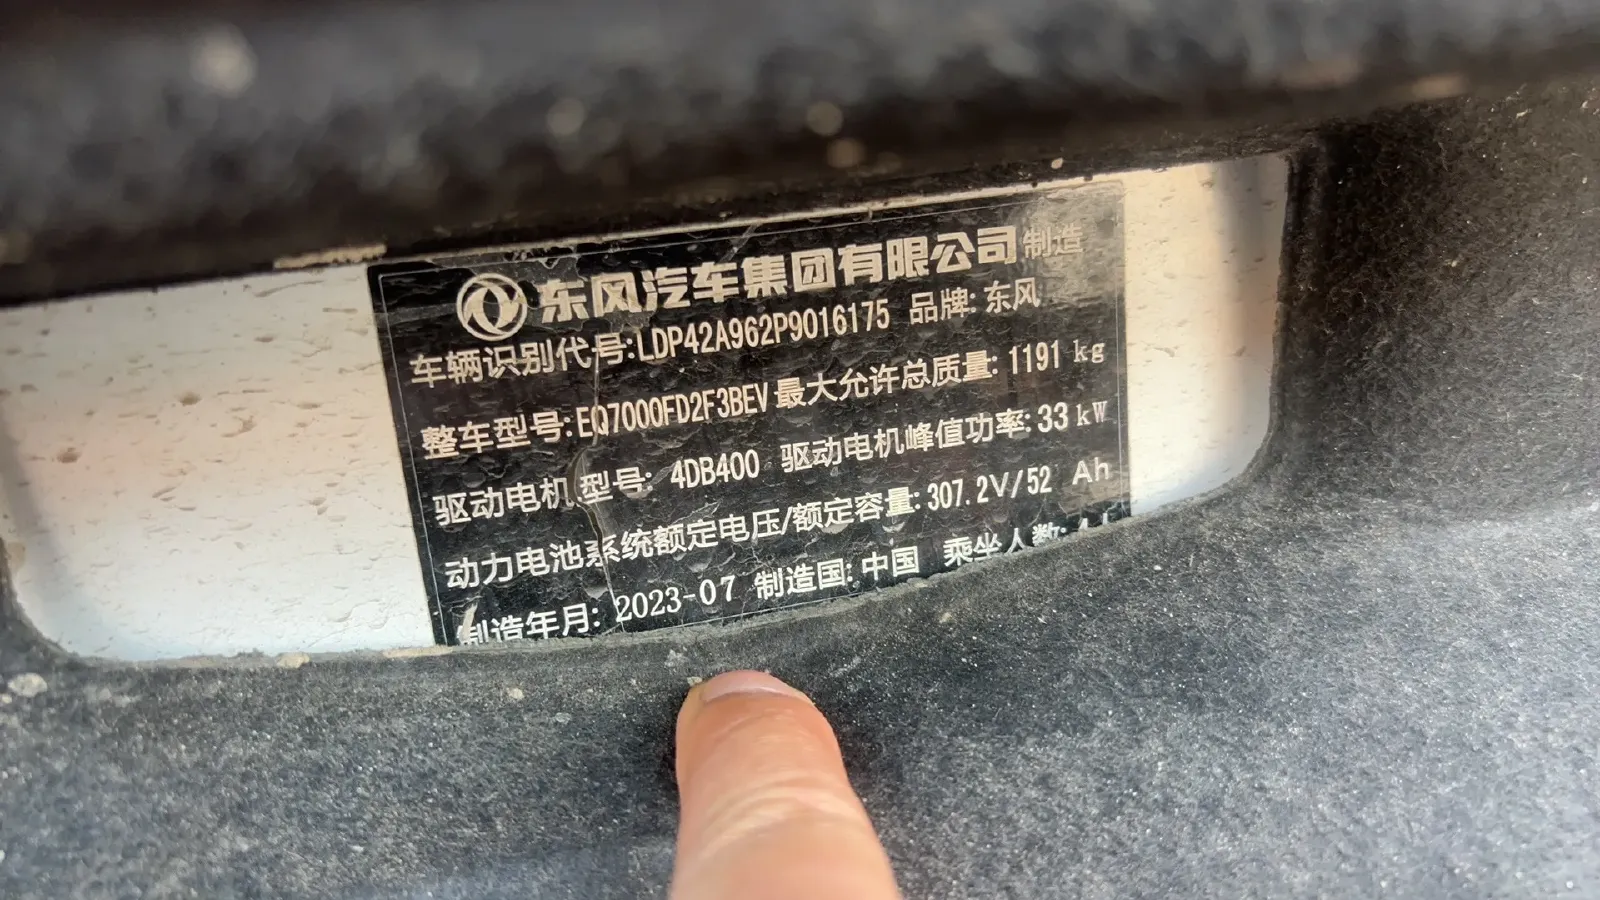 东风汽车集团有限公司制造
车辆识别代号:LDP42A962P9016175 品牌:东风
整车型号:EQ7000FD2F3BEV 最大允许总质量:1191 kg
驱动电机型号: 4DB400 驱动电机峰值功率:33 kW
动力电池系统额定电压/额定容量:307.2V/52 Ah
制造年月: 2023-07 制造国:中国 乘坐人数: